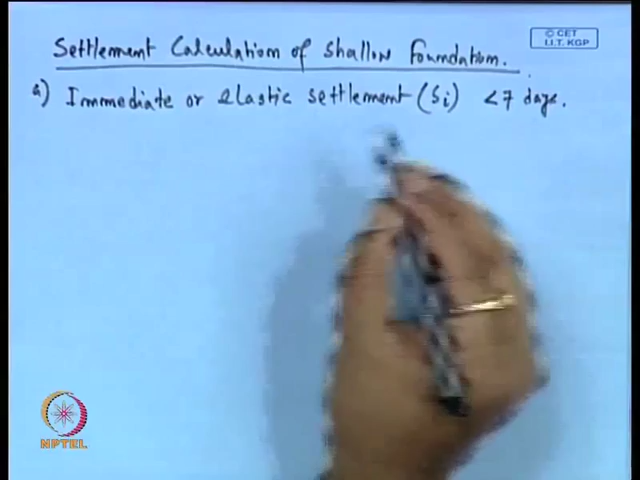 Settlement Calculation of Shallow Foundation.
© CET
I.I.T. KGP
a) Immediate or Elastic settlement (Si) <7 days.
NPTEL